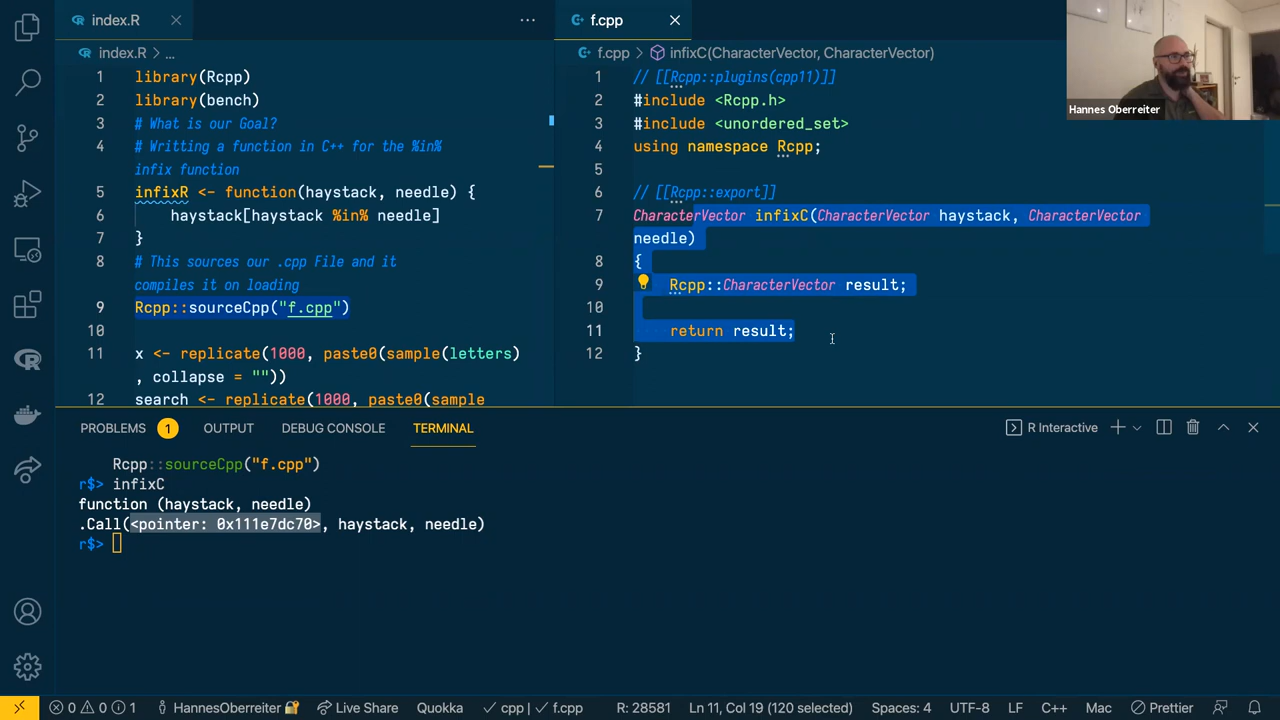 index.R
f.cpp
index.R > ...
f.cpp > infixC(CharacterVector, CharacterVector)
1 library(Rcpp)
2 library(bench)
3 # What is our Goal?
4 # Writting a function in C++ for the %in%
infix function
5 infixR <- function(haystack, needle) {
6 haystack[haystack %in% needle]
7 }
8 # This sources our .cpp File and it
compiles it on loading
9 Rcpp::sourceCpp("f.cpp")
10
11 x <- replicate(1000, paste0(sample(letters)
, collapse = ""))
12 search <- replicate(1000, paste0(sample
1 // [[Rcpp::plugins(cpp11)]]
2 #include <Rcpp.h>
3 #include <unordered_set>
4 using namespace Rcpp;
5
6 // [[Rcpp::export]]
7 CharacterVector infixC(CharacterVector haystack, CharacterVector
needle)
8 {
9 Rcpp::CharacterVector result;
10
11 return result;
12 }
Hannes Oberreiter
PROBLEMS 1 OUTPUT DEBUG CONSOLE TERMINAL
R Interactive
Rcpp::sourceCpp("f.cpp")
r$> infixC
function (haystack, needle)
.Call(<pointer: 0x111e7dc70>, haystack, needle)
r$>
0 0 1 HannesOberreiter Live Share Quokka cpp | f.cpp R: 28581 Ln 11, Col 19 (120 selected) Spaces: 4 UTF-8 LF C++ Mac Prettier